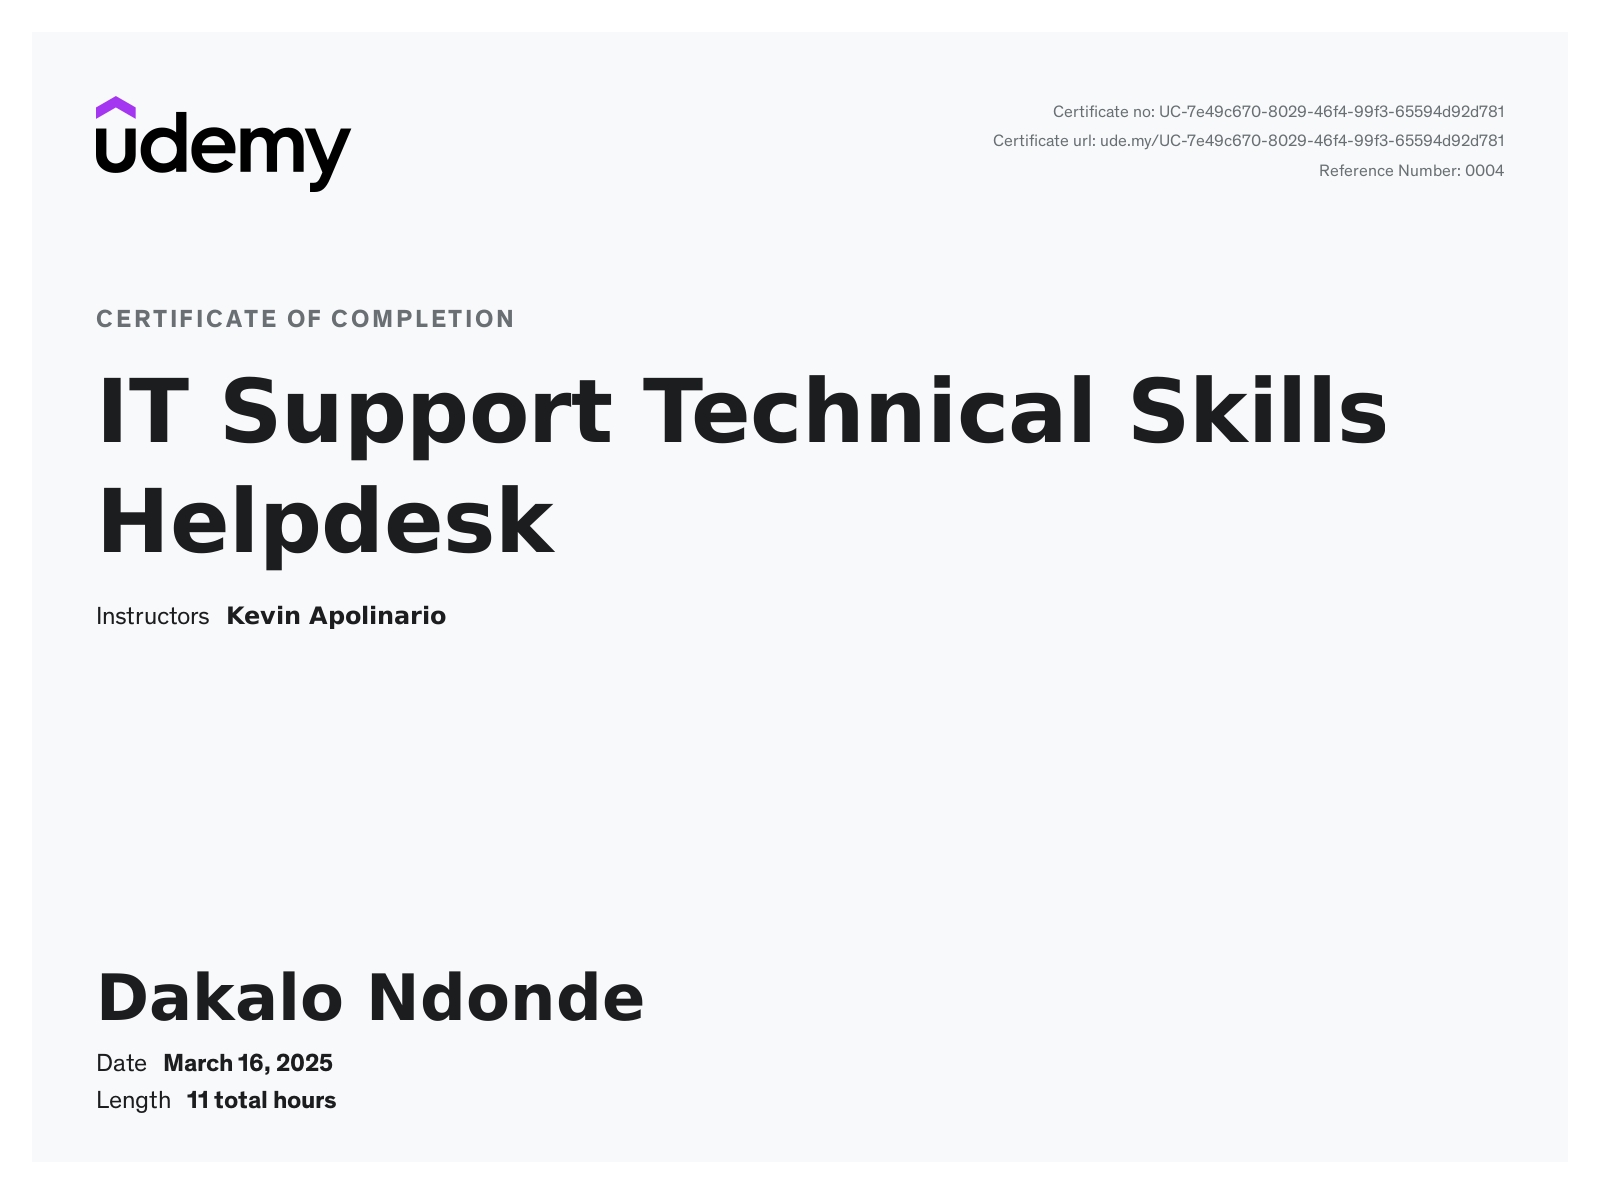 udemy
Certificate no: UC-7e49c670-8029-46f4-99f3-65594d92d781
Certificate url: ude.my/UC-7e49c670-8029-46f4-99f3-65594d92d781
Reference Number: 0004
CERTIFICATE OF COMPLETION
IT Support Technical Skills
Helpdesk
Instructors Kevin Apolinario
Dakalo Ndonde
Date March 16, 2025
Length 11 total hours